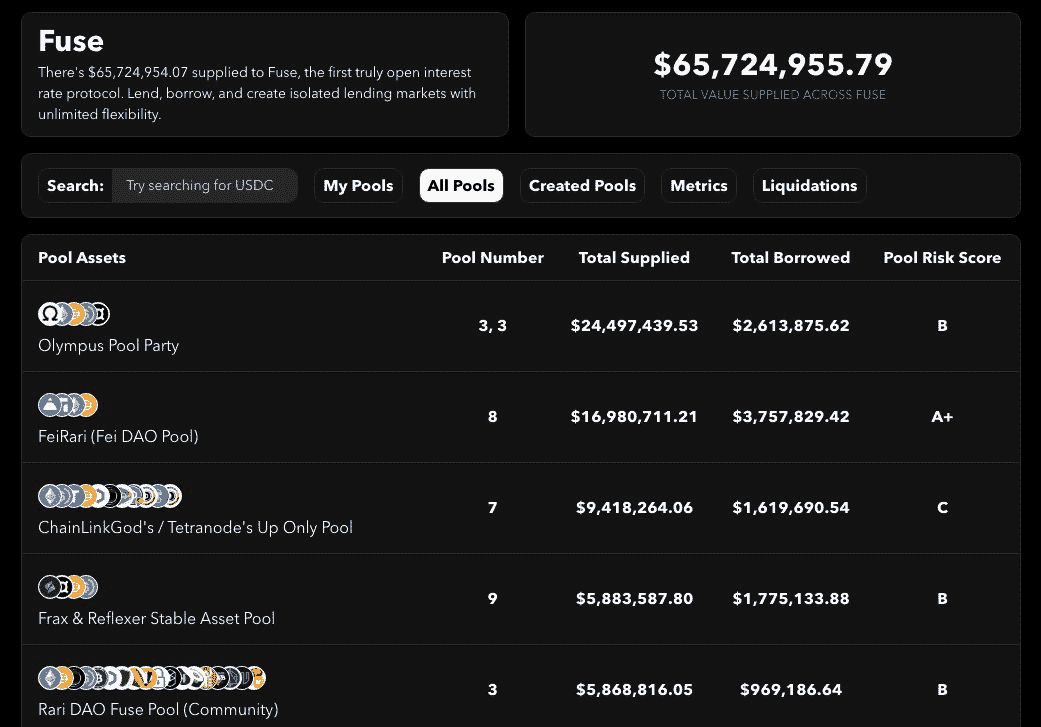 Fuse
There's $65,724,954.07 supplied to Fuse, the first truly open interest
rate protocol. Lend, borrow, and create isolated lending markets with
unlimited flexibility.
$65,724,955.79
TOTAL VALUE SUPPLIED ACROSS FUSE
Search: Try searching for USDC My Pools All Pools Created Pools Metrics Liquidations
Pool Assets Pool Number Total Supplied Total Borrowed Pool Risk Score
Olympus Pool Party 3, 3 $24,497,439.53 $2,613,875.62 B
FeiRari (Fei DAO Pool) 8 $16,980,711.21 $3,757,829.42 A+
ChainLinkGod's / Tetranode's Up Only Pool 7 $9,418,264.06 $1,619,690.54 C
Frax & Reflexer Stable Asset Pool 9 $5,883,587.80 $1,775,133.88 B
Rari DAO Fuse Pool (Community) 3 $5,868,816.05 $969,186.64 B